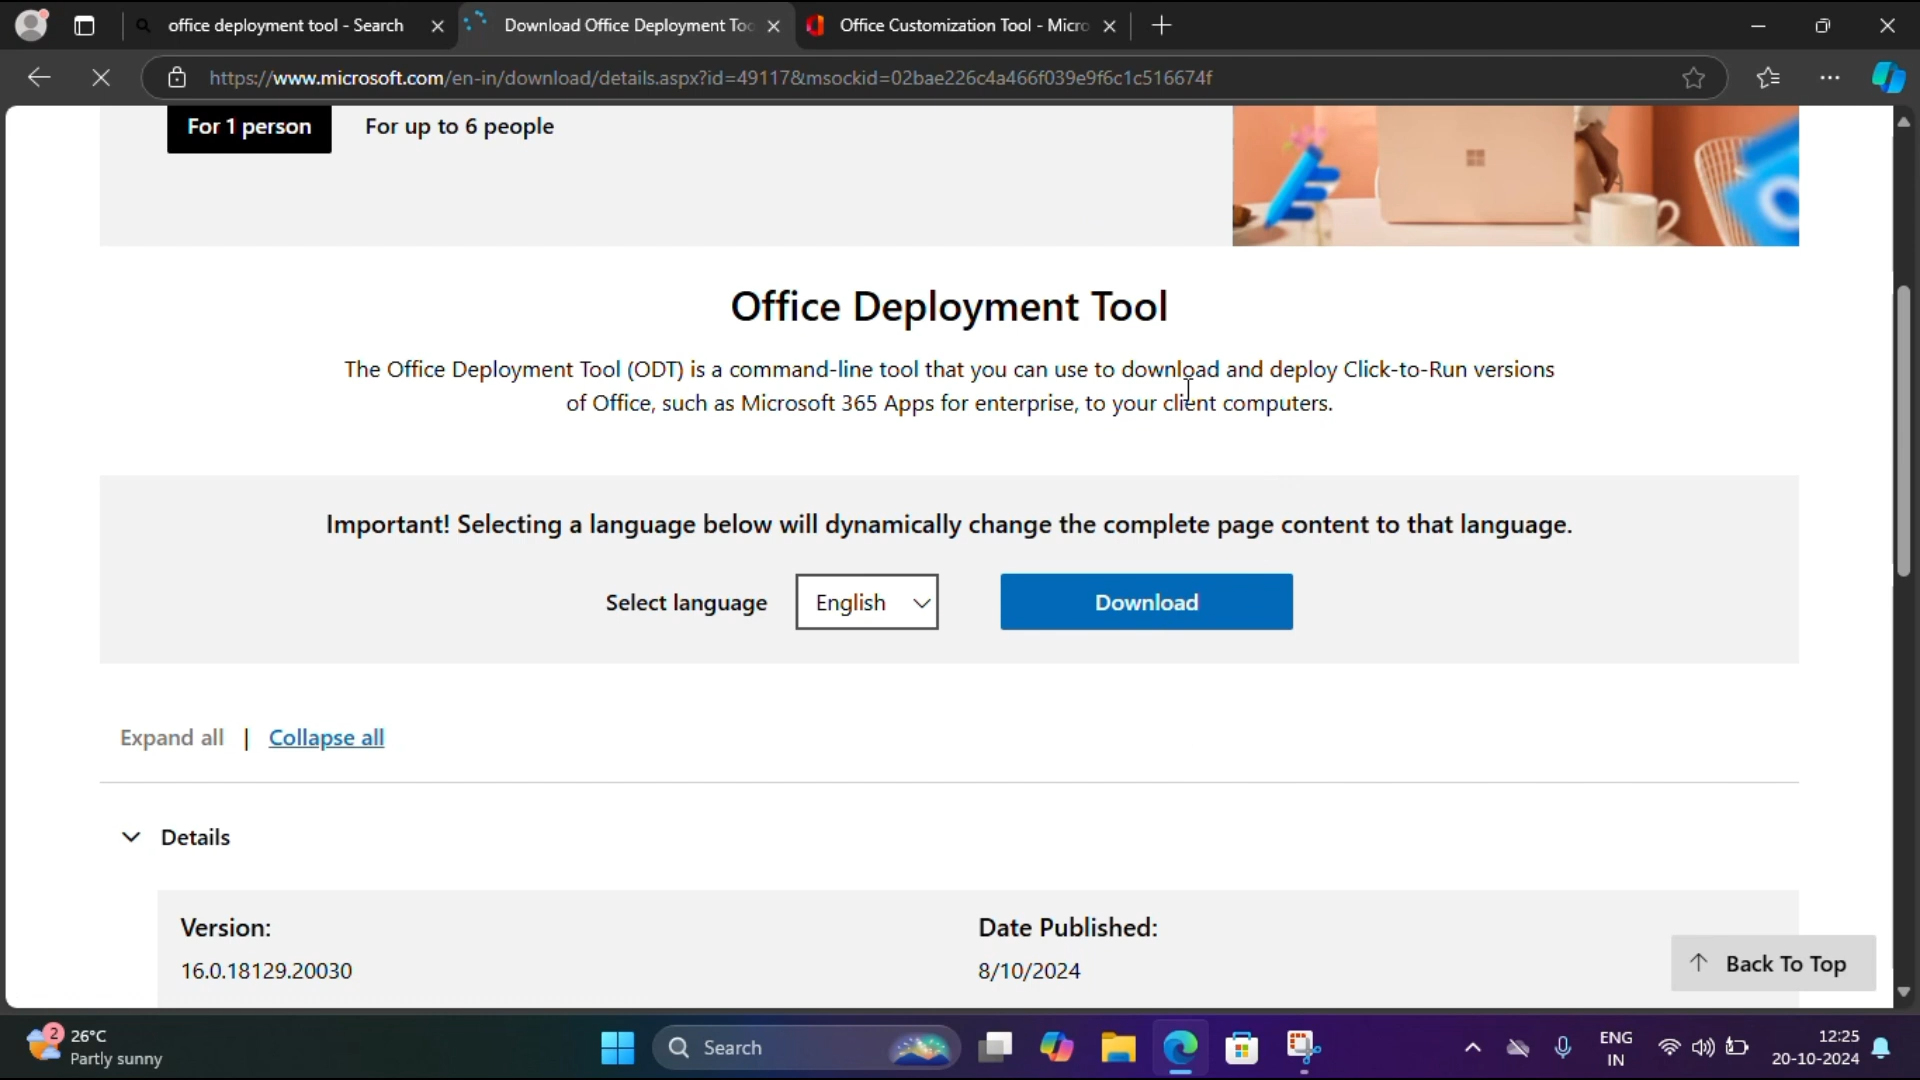 office deployment tool - Search
Download Office Deployment Too
Office Customization Tool - Micro
https://www.microsoft.com/en-in/download/details.aspx?id=49117&msockid=02bae226c4a466f039e9f6c1c516674f
For 1 person
For up to 6 people
Office Deployment Tool
The Office Deployment Tool (ODT) is a command-line tool that you can use to download and deploy Click-to-Run versions
of Office, such as Microsoft 365 Apps for enterprise, to your client computers.
Important! Selecting a language below will dynamically change the complete page content to that language.
Select language
English
Download
Expand all | Collapse all
Details
Version:
Date Published:
16.0.18129.20030
8/10/2024
Back To Top
2
26°C
Partly sunny
Search
ENG
IN
12:25
20-10-2024